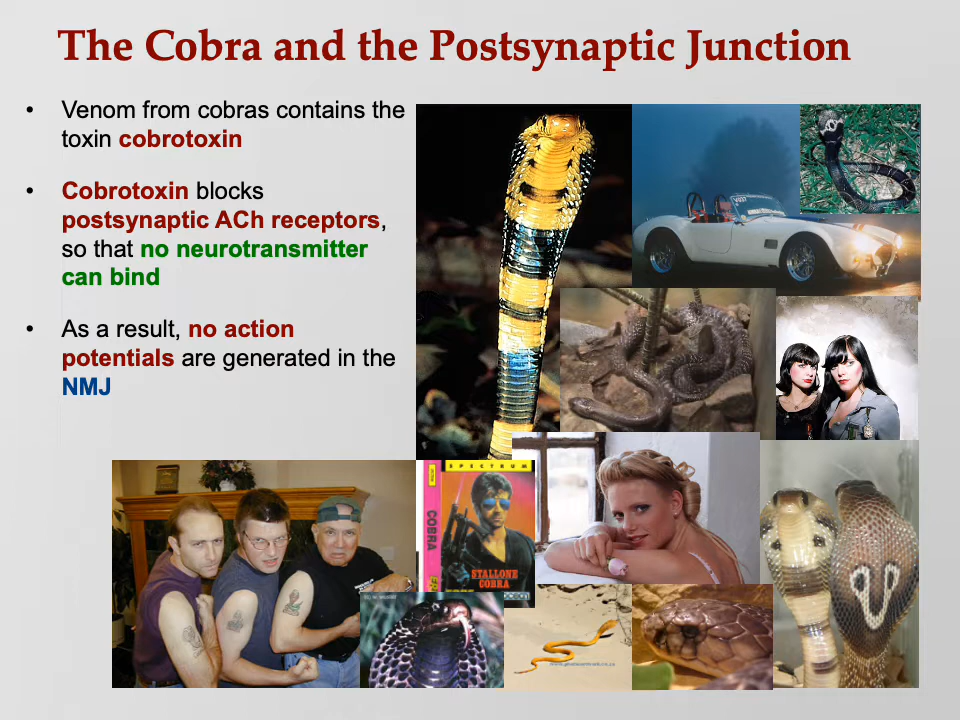 The Cobra and the Postsynaptic Junction
• Venom from cobras contains the
toxin cobrotoxin
• Cobrotoxin blocks
postsynaptic ACh receptors,
so that no neurotransmitter
can bind
• As a result, no action
potentials are generated in the
NMJ
SPECTRUM
COBRA
STALLONE
COBRA
ocean